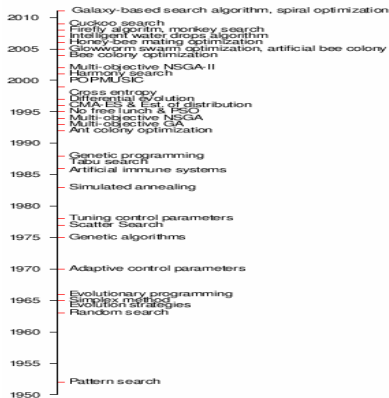 Galaxy-based search algorithm, spiral optimization
2010
Cuckoo search
Firefly algoritm, monkey search
Intelligent water drops algorithm
Honey-bee mating optimization
2005
Glowworm swarm optimization, artificial bee colony
Bee colony optimization
Multi-objective NSGA-II
Harmony search
2000
POPMUSIC
Cross entropy
Differential evolution
CMA-ES & Est. of distribution
1995
No free lunch & PSO
Multi-objective NSGA
Multi-objective GA
Ant colony optimization
1990
Genetic programming
Tabu search
Artificial immune systems
1985
Simulated annealing
1980
Tuning control parameters
Scatter Search
1975
Genetic algorithms
1970
Adaptive control parameters
Evolutionary programming
1965
Simplex method
Evolution strategies
Random search
1960
1955
Pattern search
1950